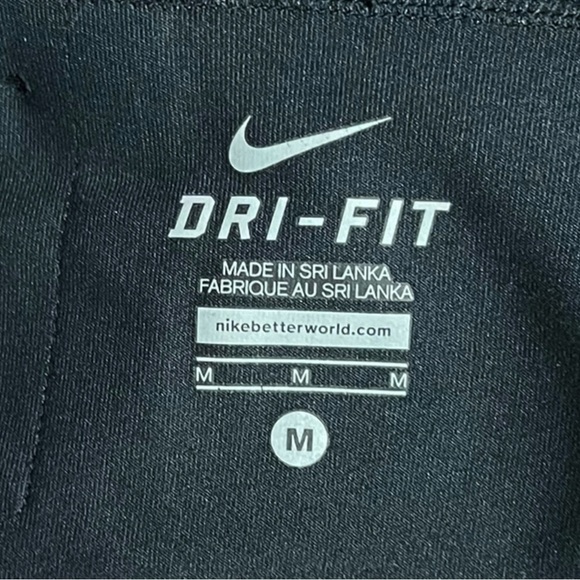 DRI-FIT
MADE IN SRI LANKA
FABRIQUE AU SRI LANKA
nikebetterworld.com
M M M
M